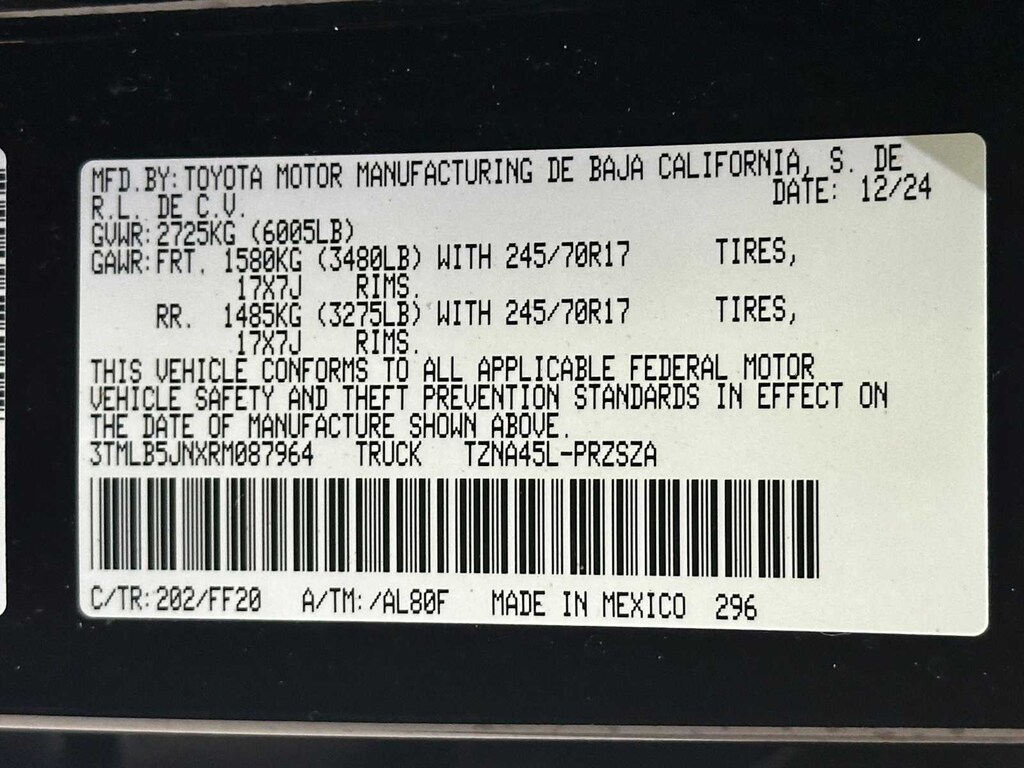 MFD.BY:TOYOTA MOTOR MANUFACTURING DE BAJA CALIFORNIA, S. DE
R.L. DE C.V. DATE: 12/24
GVWR:2725KG (6005LB)
GAWR:FRT. 1580KG (3480LB) WITH 245/70R17 TIRES,
17X7J RIMS.
RR. 1485KG (3275LB) WITH 245/70R17 TIRES,
17X7J RIMS.
THIS VEHICLE CONFORMS TO ALL APPLICABLE FEDERAL MOTOR
VEHICLE SAFETY AND THEFT PREVENTION STANDARDS IN EFFECT ON
THE DATE OF MANUFACTURE SHOWN ABOVE.
3TMLB5JNXRM087964 TRUCK TZNA45L-PRZSZA
C/TR:202/FF20 A/TM:/AL80F MADE IN MEXICO 296